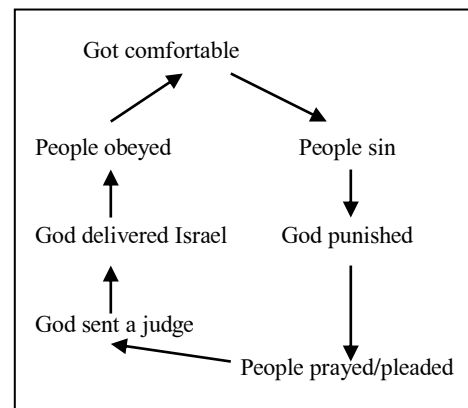 Got comfortable
People obeyed
People sin
God delivered Israel
God punished
God sent a judge
People prayed/pleaded